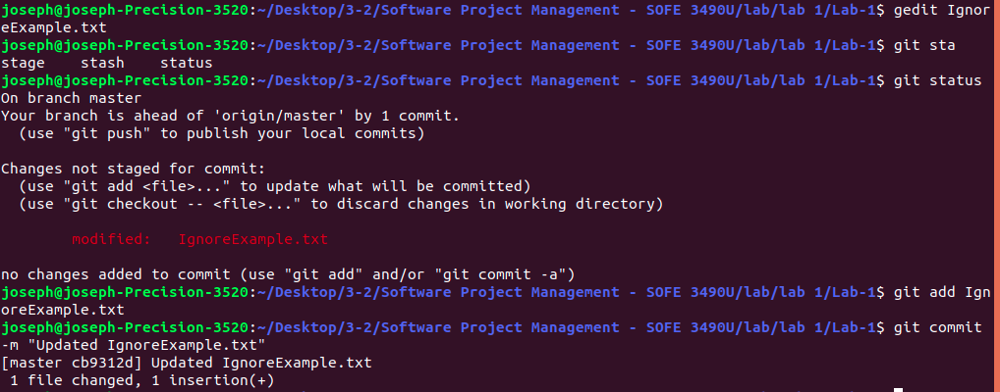 joseph@joseph-Precision-3520:~/Desktop/3-2/Software Project Management - SOFE 3490U/lab/lab 1/Lab-1$ gedit Ignor
eExample.txt
joseph@joseph-Precision-3520:~/Desktop/3-2/Software Project Management - SOFE 3490U/lab/lab 1/Lab-1$ git sta
stage    stash    status
joseph@joseph-Precision-3520:~/Desktop/3-2/Software Project Management - SOFE 3490U/lab/lab 1/Lab-1$ git status
On branch master
Your branch is ahead of 'origin/master' by 1 commit.
  (use "git push" to publish your local commits)

Changes not staged for commit:
  (use "git add <file>..." to update what will be committed)
  (use "git checkout -- <file>..." to discard changes in working directory)

        modified:   IgnoreExample.txt

no changes added to commit (use "git add" and/or "git commit -a")
joseph@joseph-Precision-3520:~/Desktop/3-2/Software Project Management - SOFE 3490U/lab/lab 1/Lab-1$ git add Ign
oreExample.txt
joseph@joseph-Precision-3520:~/Desktop/3-2/Software Project Management - SOFE 3490U/lab/lab 1/Lab-1$ git commit
-m "Updated IgnoreExample.txt"
[master cb9312d] Updated IgnoreExample.txt
 1 file changed, 1 insertion(+)